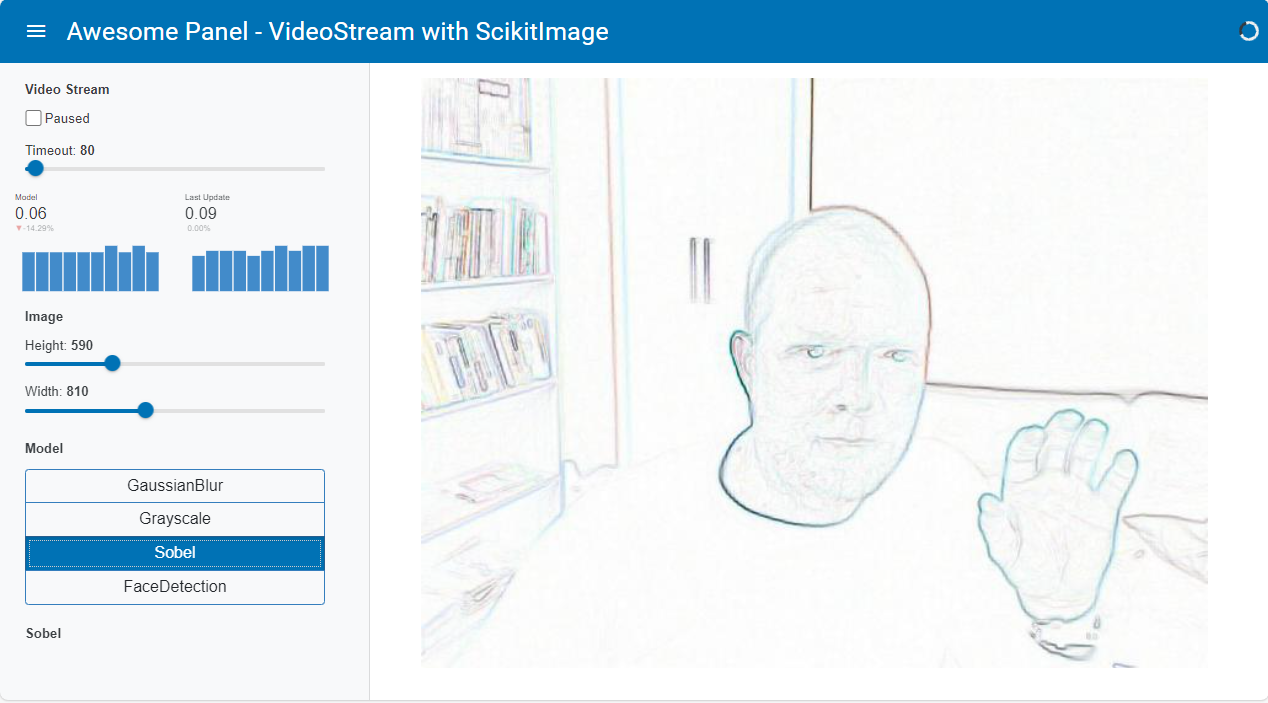 Awesome Panel - VideoStream with ScikitImage
Video Stream
Paused
Timeout: 80
Model
Last Update
0.06
0.09
▼-14.29%
0.00%
Image
Height: 590
Width: 810
Model
GaussianBlur
Grayscale
Sobel
FaceDetection
Sobel